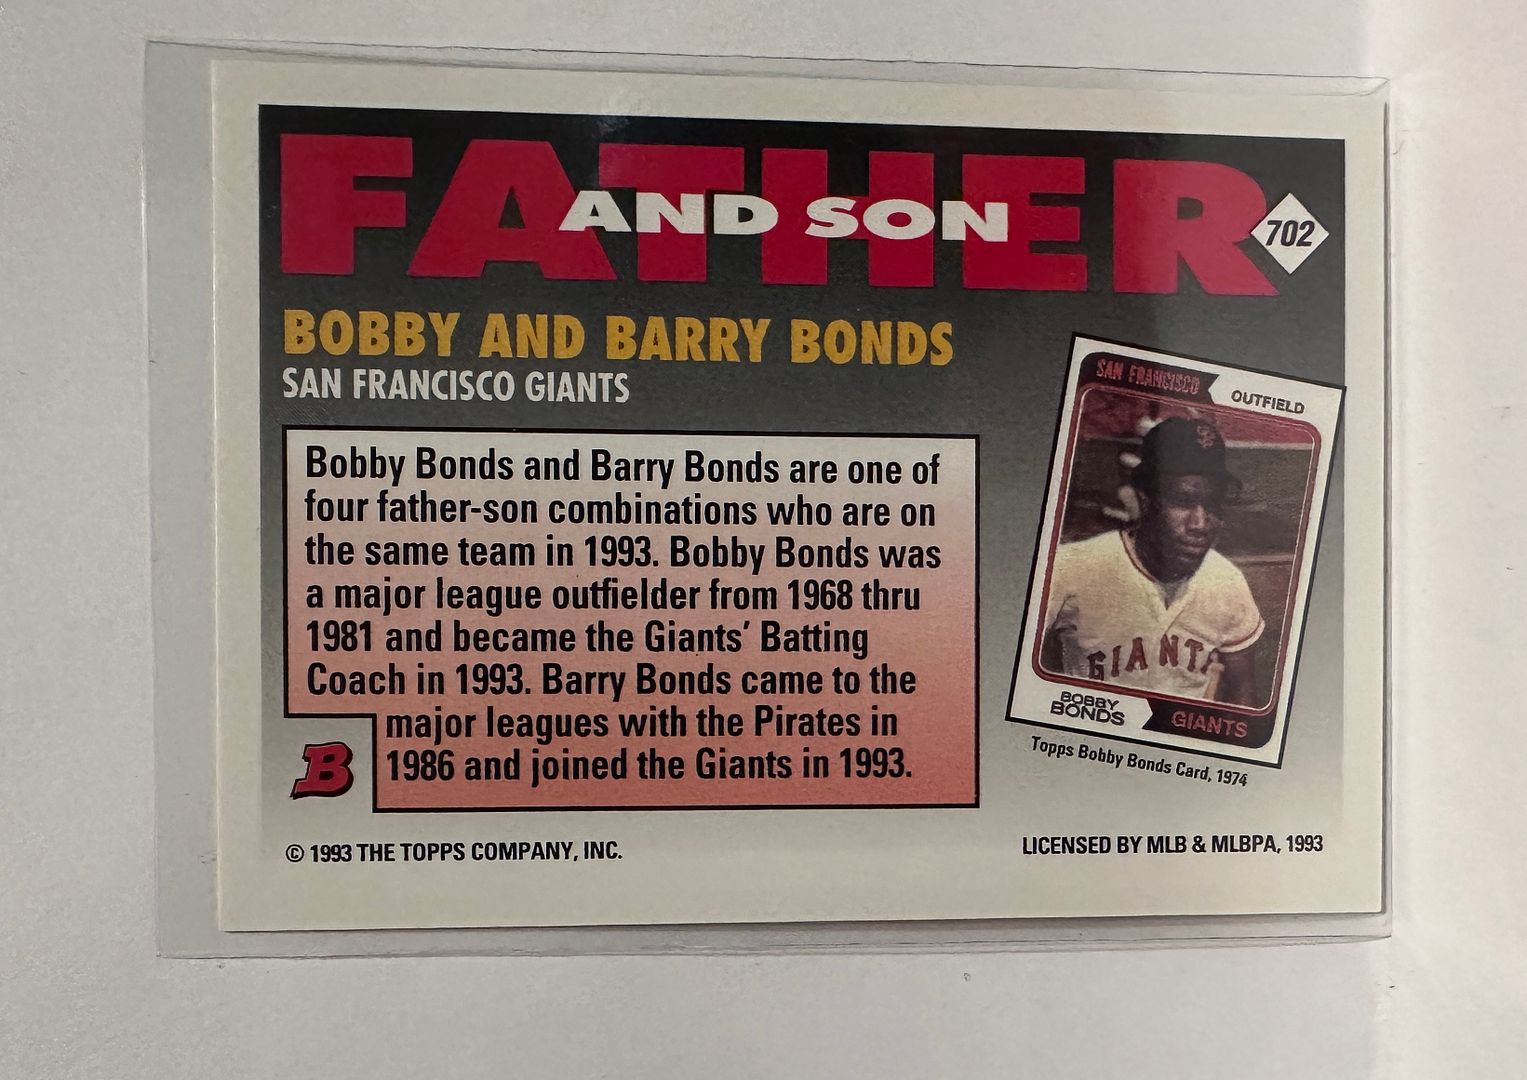 FATHER
AND SON
702
BOBBY AND BARRY BONDS
SAN FRANCISCO GIANTS
Bobby Bonds and Barry Bonds are one of
four father-son combinations who are on
the same team in 1993. Bobby Bonds was
a major league outfielder from 1968 thru
1981 and became the Giants' Batting
Coach in 1993. Barry Bonds came to the
major leagues with the Pirates in
1986 and joined the Giants in 1993.
B
SAN FRANCISCO
OUTFIELD
SF
GIANTS
BOBBY
BONDS
GIANTS
Topps Bobby Bonds Card, 1974
© 1993 THE TOPPS COMPANY, INC.
LICENSED BY MLB & MLBPA, 1993